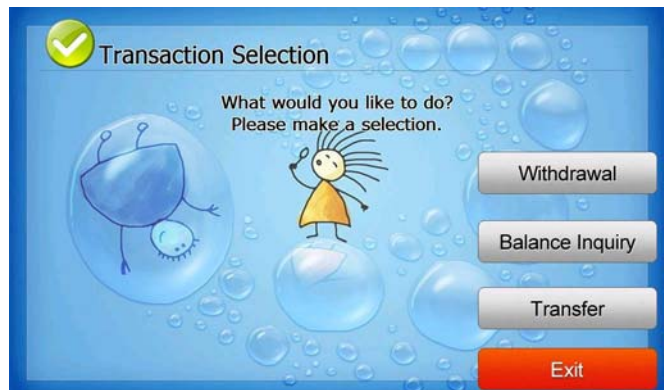 Transaction Selection
What would you like to do?
Please make a selection.
Withdrawal
Balance Inquiry
Transfer
Exit